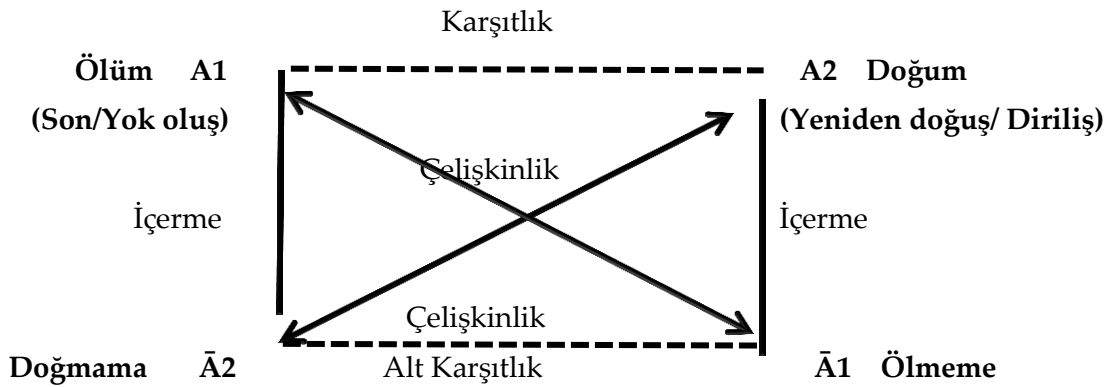 Karşıtlık
Ölüm A1 A2 Doğum
(Son/Yok oluş) (Yeniden doğuş/ Diriliş)
Çelişkinlik
İçerme İçerme
Çelişkinlik
Doğmama Ā2 Alt Karşıtlık Ā1 Ölmeme